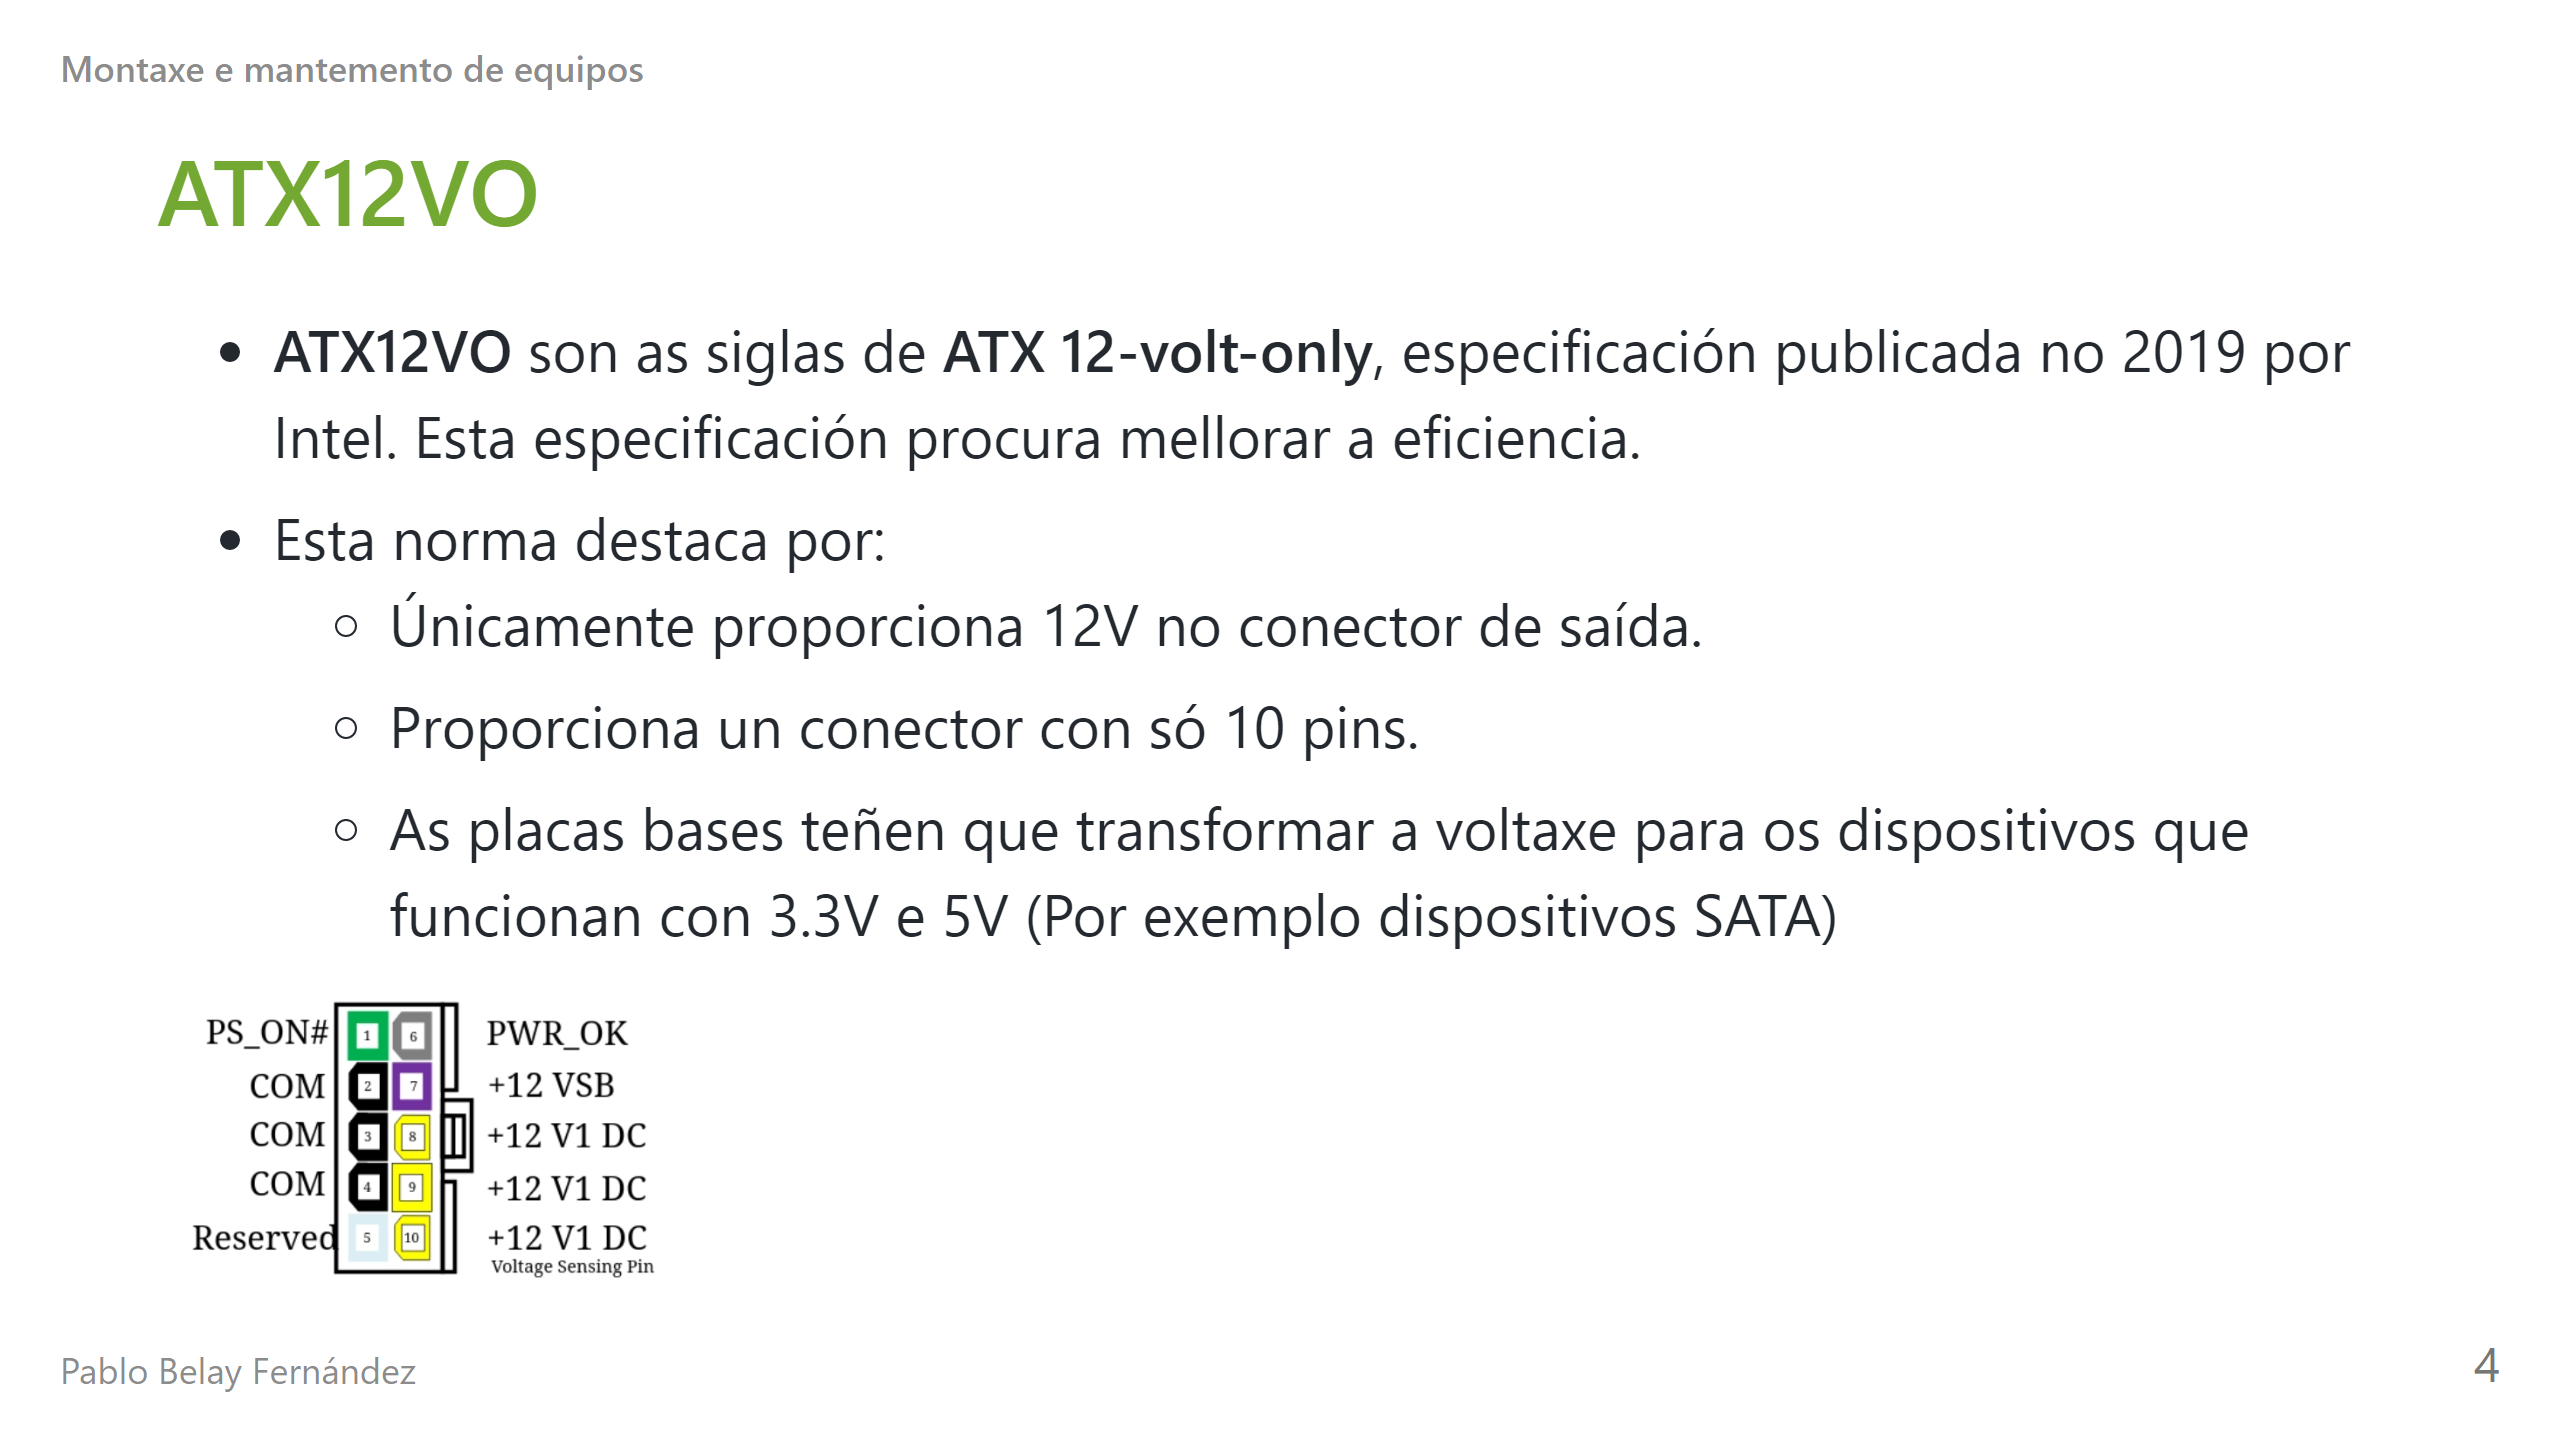 Montaxe e mantemento de equipos
ATX12VO
ATX12VO son as siglas de ATX 12-volt-only, especificación publicada no 2019 por
Intel. Esta especificación procura mellorar a eficiencia.
Esta norma destaca por:
Únicamente proporciona 12V no conector de saída.
Proporciona un conector con só 10 pins.
As placas bases teñen que transformar a voltaxe para os dispositivos que
funcionan con 3.3V e 5V (Por exemplo dispositivos SATA)
PS_ON# 1 6 PWR_OK
COM 2 7 +12 VSB
COM 3 8 +12 V1 DC
COM 4 9 +12 V1 DC
Reserved 5 10 +12 V1 DC
Voltage Sensing Pin
Pablo Belay Fernández
4